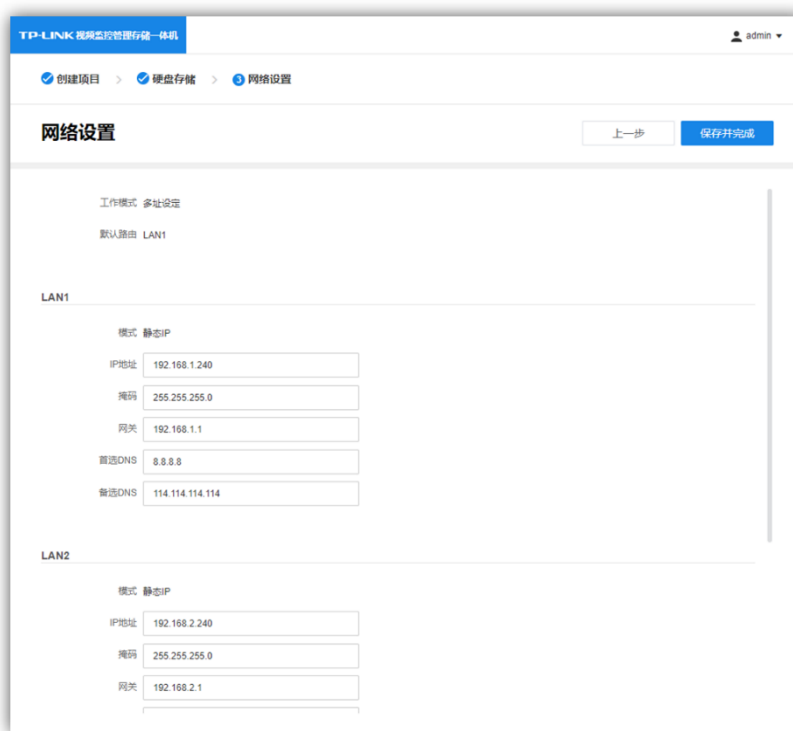 TP-LINK 视频监控管理存储一体机
admin
创建项目 > 硬盘存储 > 3 网络设置
网络设置
上一步 保存并完成
工作模式 多址设定
默认路由 LAN1
LAN1
模式 静态IP
IP地址 192.168.1.240
掩码 255.255.255.0
网关 192.168.1.1
首选DNS 8.8.8.8
备选DNS 114.114.114.114
LAN2
模式 静态IP
IP地址 192.168.2.240
掩码 255.255.255.0
网关 192.168.2.1